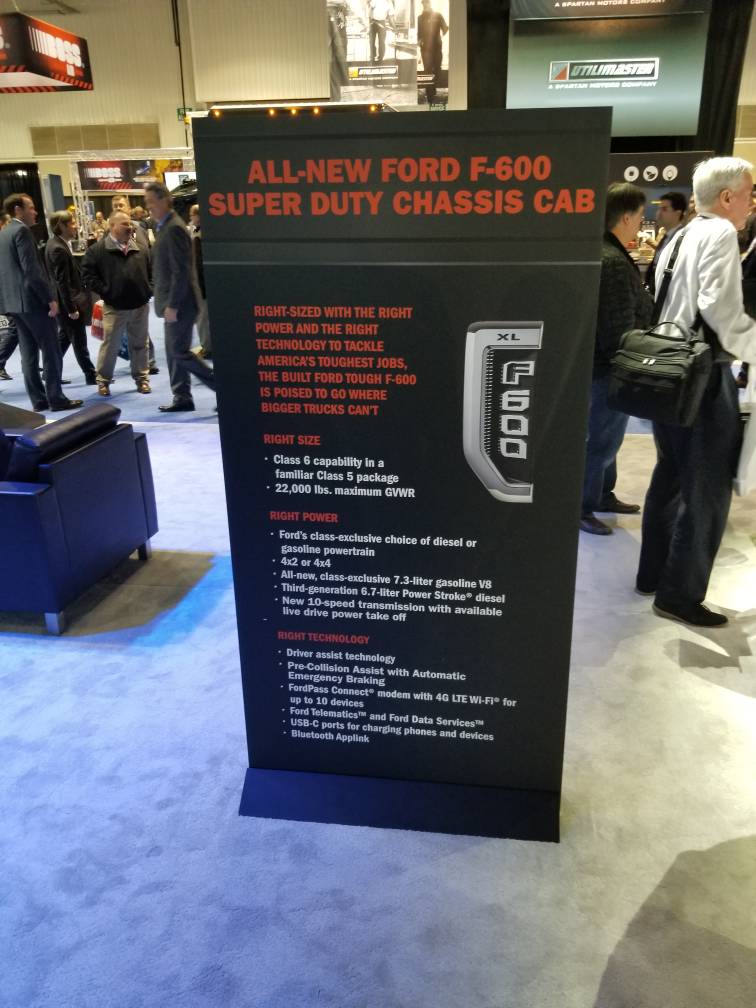 A SPARTAN MOTORS COMPANY
BOSS
UTILIMASTER
UTILIMASTER
A SPARTAN MOTORS COMPANY
BOSS
ALL-NEW FORD F-600
SUPER DUTY CHASSIS CAB
RIGHT-SIZED WITH THE RIGHT
POWER AND THE RIGHT
TECHNOLOGY TO TACKLE
AMERICA'S TOUGHEST JOBS,
THE BUILT FORD TOUGH F-600
IS POISED TO GO WHERE
BIGGER TRUCKS CAN'T
XL
F600
RIGHT SIZE
· Class 6 capability in a
familiar Class 5 package
· 22,000 lbs. maximum GVWR
RIGHT POWER
· Ford's class-exclusive choice of diesel or
gasoline powertrain
· 4x2 or 4x4
· All-new, class-exclusive 7.3-liter gasoline V8
· Third-generation 6.7-liter Power Stroke® diesel
· New 10-speed transmission with available
live drive power take off
RIGHT TECHNOLOGY
· Driver assist technology
· Pre-Collision Assist with Automatic
Emergency Braking
· FordPass Connect® modem with 4G LTE Wi-Fi® for
up to 10 devices
· Ford Telematics™ and Ford Data Services™
· USB-C ports for charging phones and devices
· Bluetooth Applink